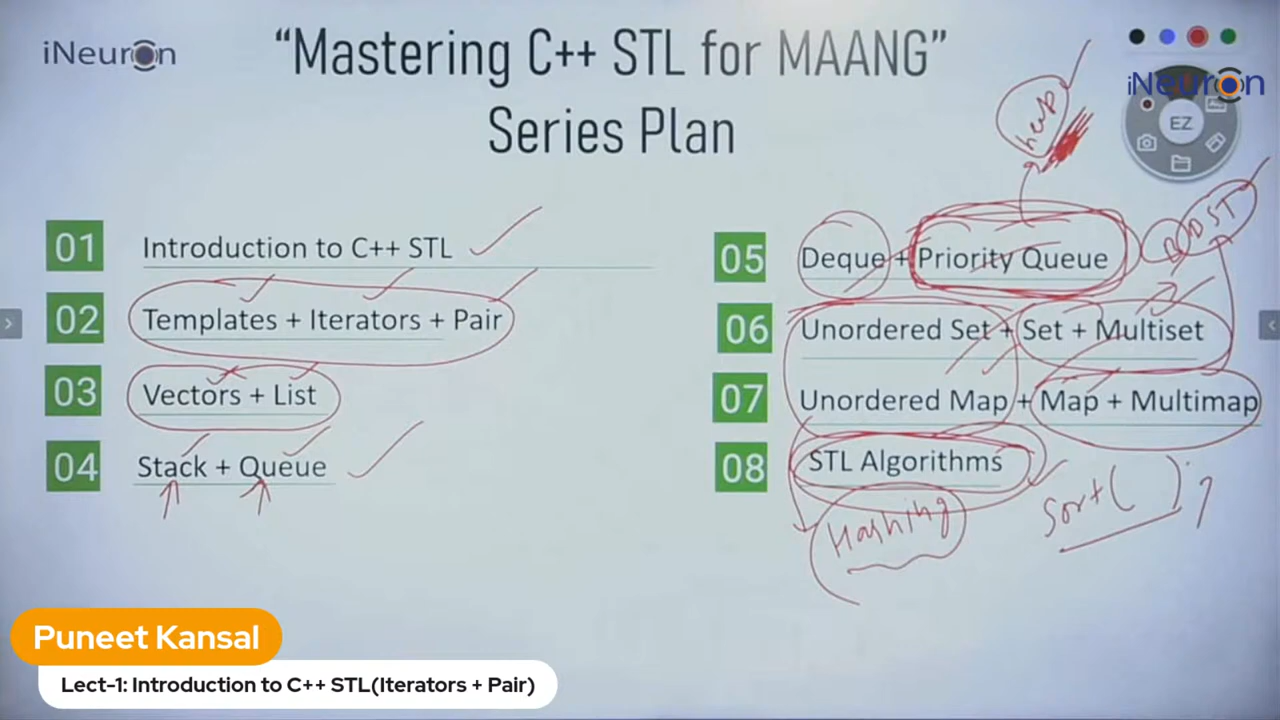 iNeuron
"Mastering C++ STL for MAANG"
Series Plan
iNeuron
EZ
heap
01 Introduction to C++ STL
02 Templates + Iterators + Pair
03 Vectors + List
04 Stack + Queue
BST
05 Deque + Priority Queue
06 Unordered Set + Set + Multiset
07 Unordered Map + Map + Multimap
08 STL Algorithms
Hashing
Sort( );
Puneet Kansal
Lect-1: Introduction to C++ STL(Iterators + Pair)